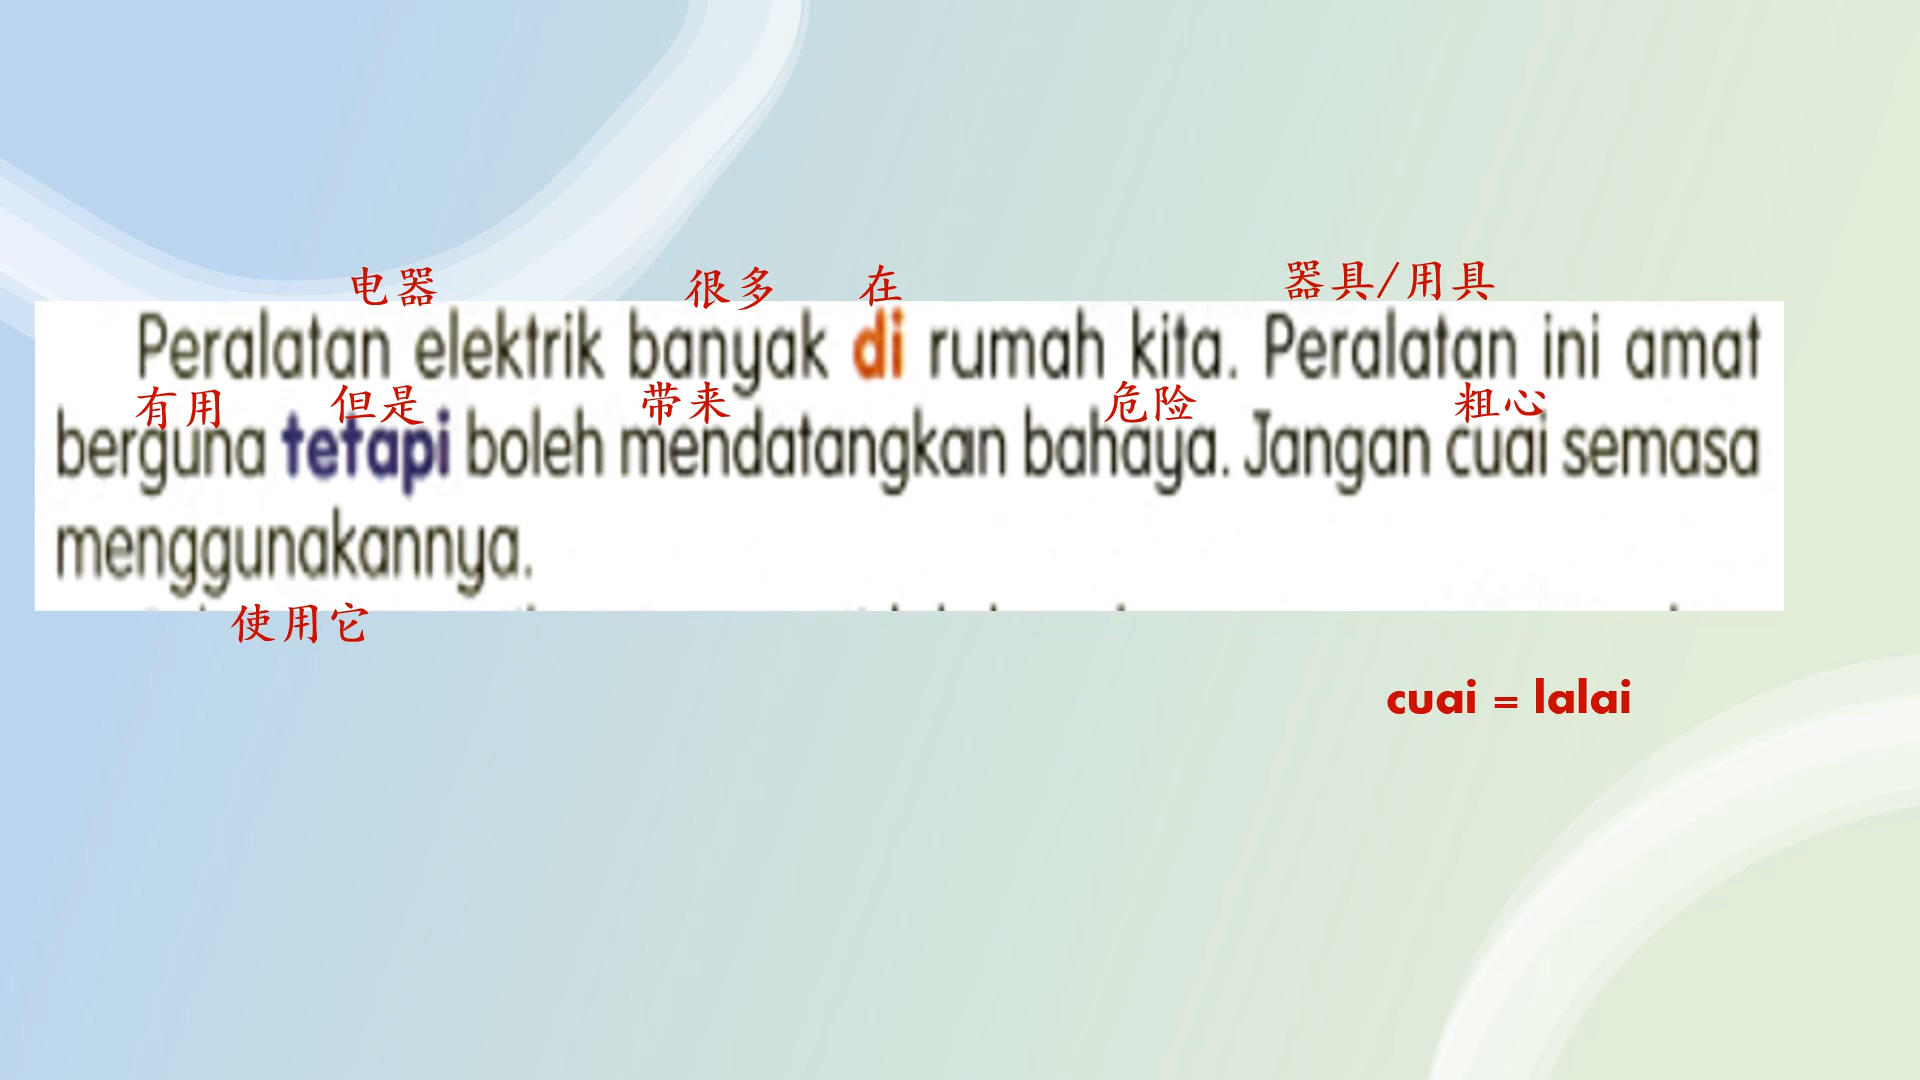 电器 很多 在 器具/用具
Peralatan elektrik banyak di rumah kita. Peralatan ini amat
有用 但是 带来 危险 粗心
berguna tetapi boleh mendatangkan bahaya. Jangan cuai semasa
menggunakannya.
使用它
cuai = lalai